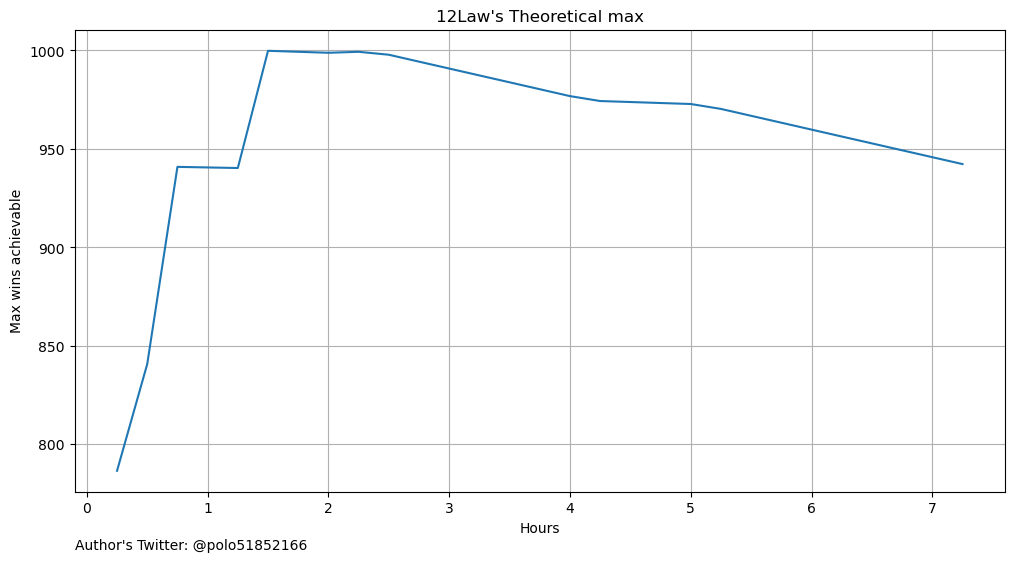 12Law's Theoretical max
1000
950
900
850
800
Max wins achievable
0 1 2 3 4 5 6 7
Hours
Author's Twitter: @polo51852166